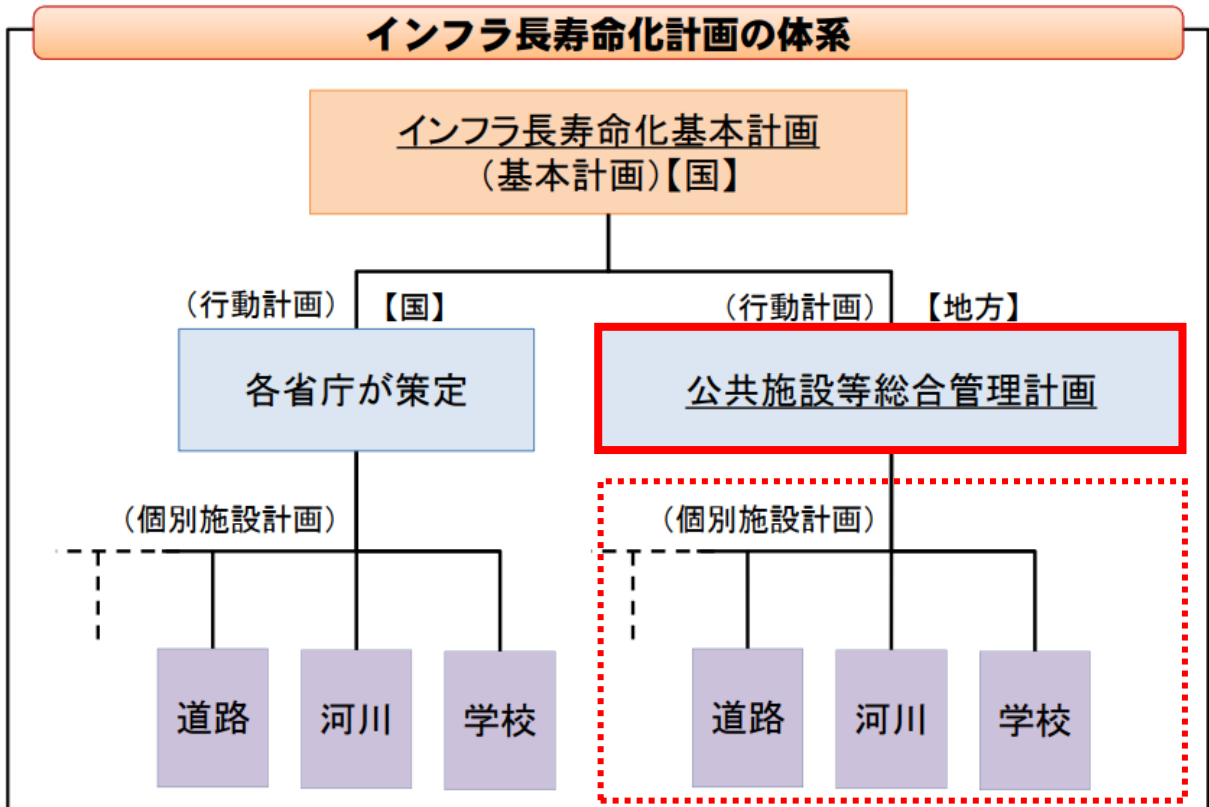 インフラ長寿命化計画の体系
インフラ長寿命化基本計画
(基本計画)【国】
(行動計画) 【国】
(行動計画) 【地方】
各省庁が策定
公共施設等総合管理計画
(個別施設計画)
(個別施設計画)
道路 河川 学校
道路 河川 学校